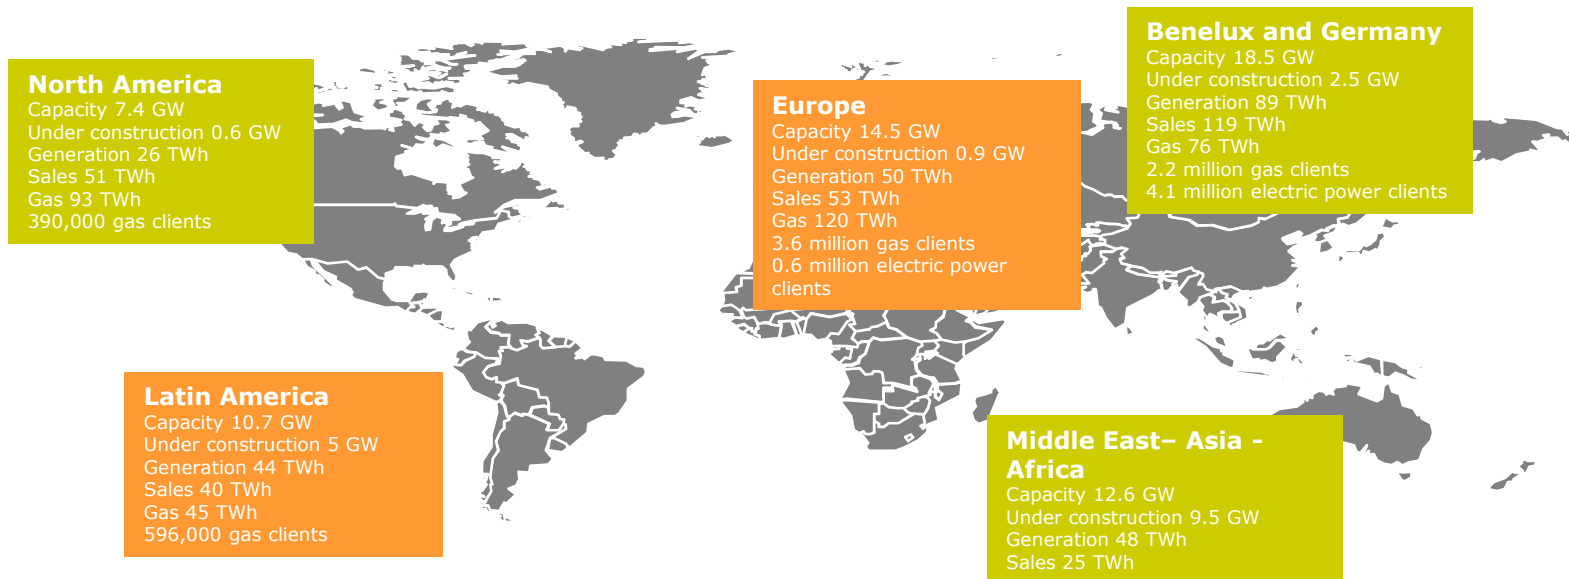 North America
Capacity 7.4 GW
Under construction 0.6 GW
Generation 26 TWh
Sales 51 TWh
Gas 93 TWh
390,000 gas clients
Latin America
Capacity 10.7 GW
Under construction 5 GW
Generation 44 TWh
Sales 40 TWh
Gas 45 TWh
596,000 gas clients
Europe
Capacity 14.5 GW
Under construction 0.9 GW
Generation 50 TWh
Sales 53 TWh
Gas 120 TWh
3.6 million gas clients
0.6 million electric power
clients
Benelux and Germany
Capacity 18.5 GW
Under construction 2.5 GW
Generation 89 TWh
Sales 119 TWh
Gas 76 TWh
2.2 million gas clients
4.1 million electric power clients
Middle East– Asia -
Africa
Capacity 12.6 GW
Under construction 9.5 GW
Generation 48 TWh
Sales 25 TWh